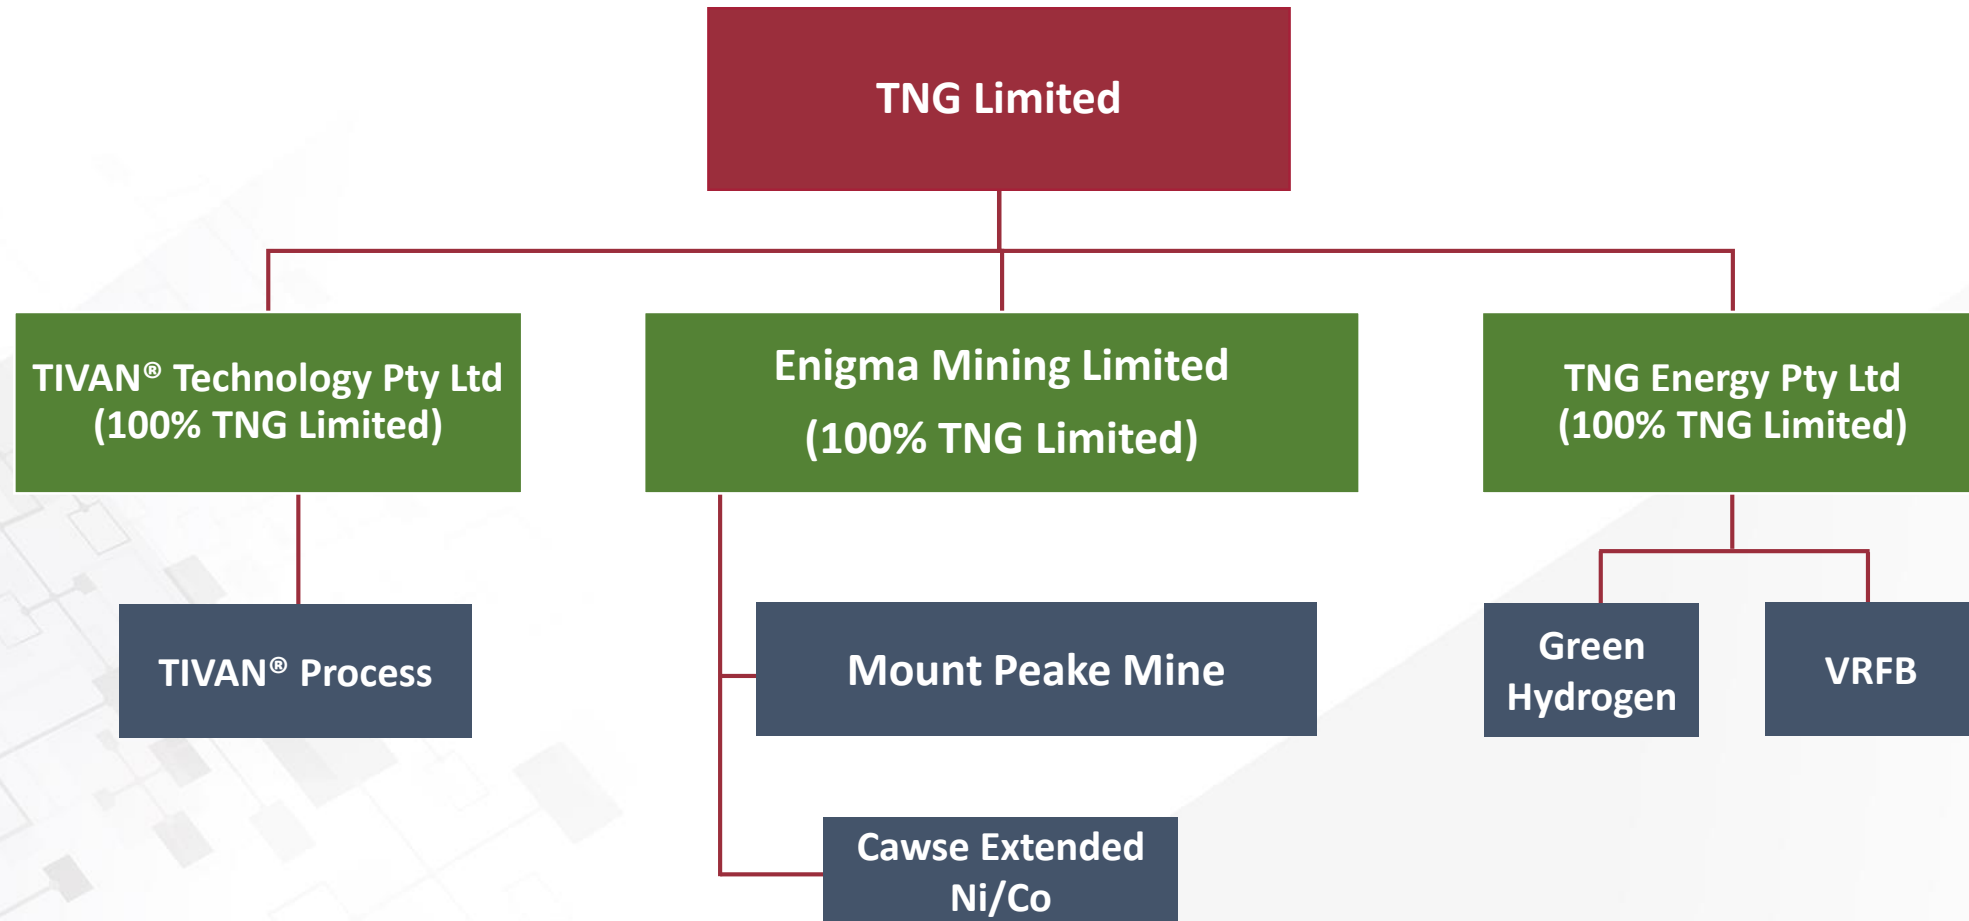 TNG Limited
TIVAN® Technology Pty Ltd
(100% TNG Limited)
Enigma Mining Limited
(100% TNG Limited)
TNG Energy Pty Ltd
(100% TNG Limited)
TIVAN® Process
Mount Peake Mine
Green
Hydrogen
VRFB
Cawse Extended
Ni/Co